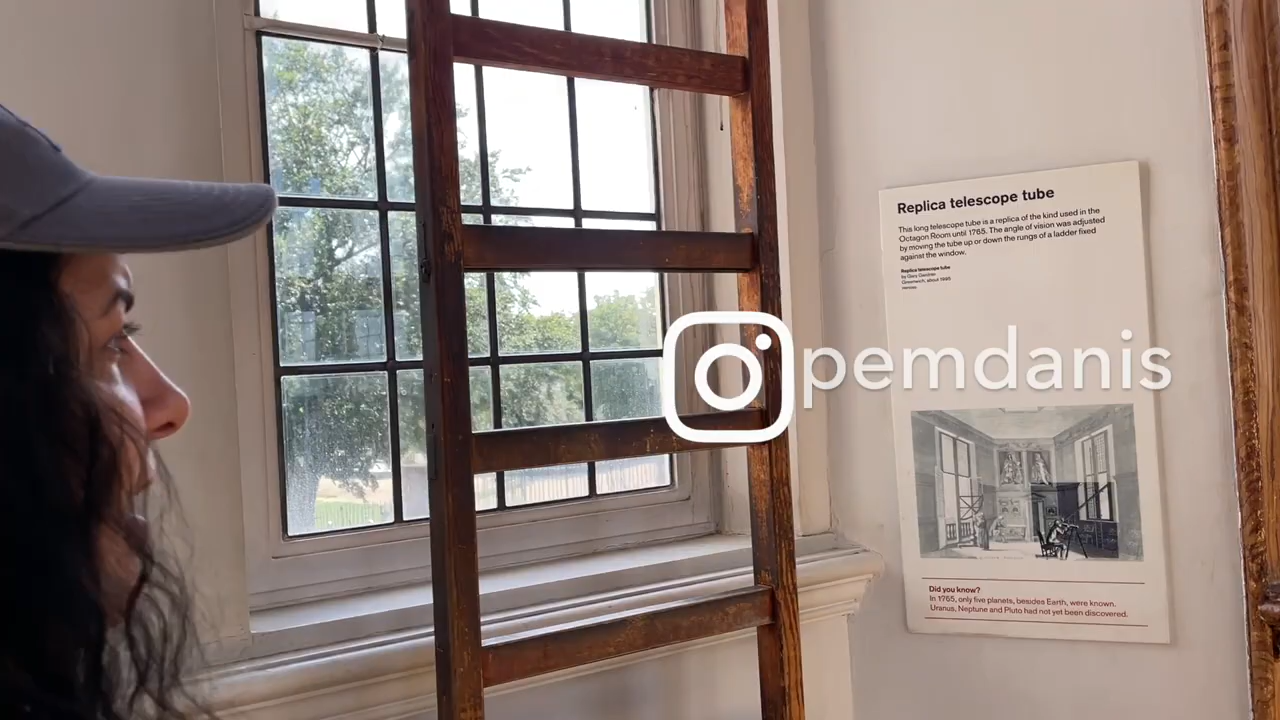 Replica telescope tube
This long telescope tube is a replica of the kind used in the
Octagon Room until 1765. The angle of vision was adjusted
by moving the tube up or down the rungs of a ladder fixed
against the window.
Replica telescope tube
Greenwich, about 1995
pemdanis
Did you know?
In 1765, only five planets, besides Earth, were known.
Uranus, Neptune and Pluto had not yet been discovered.